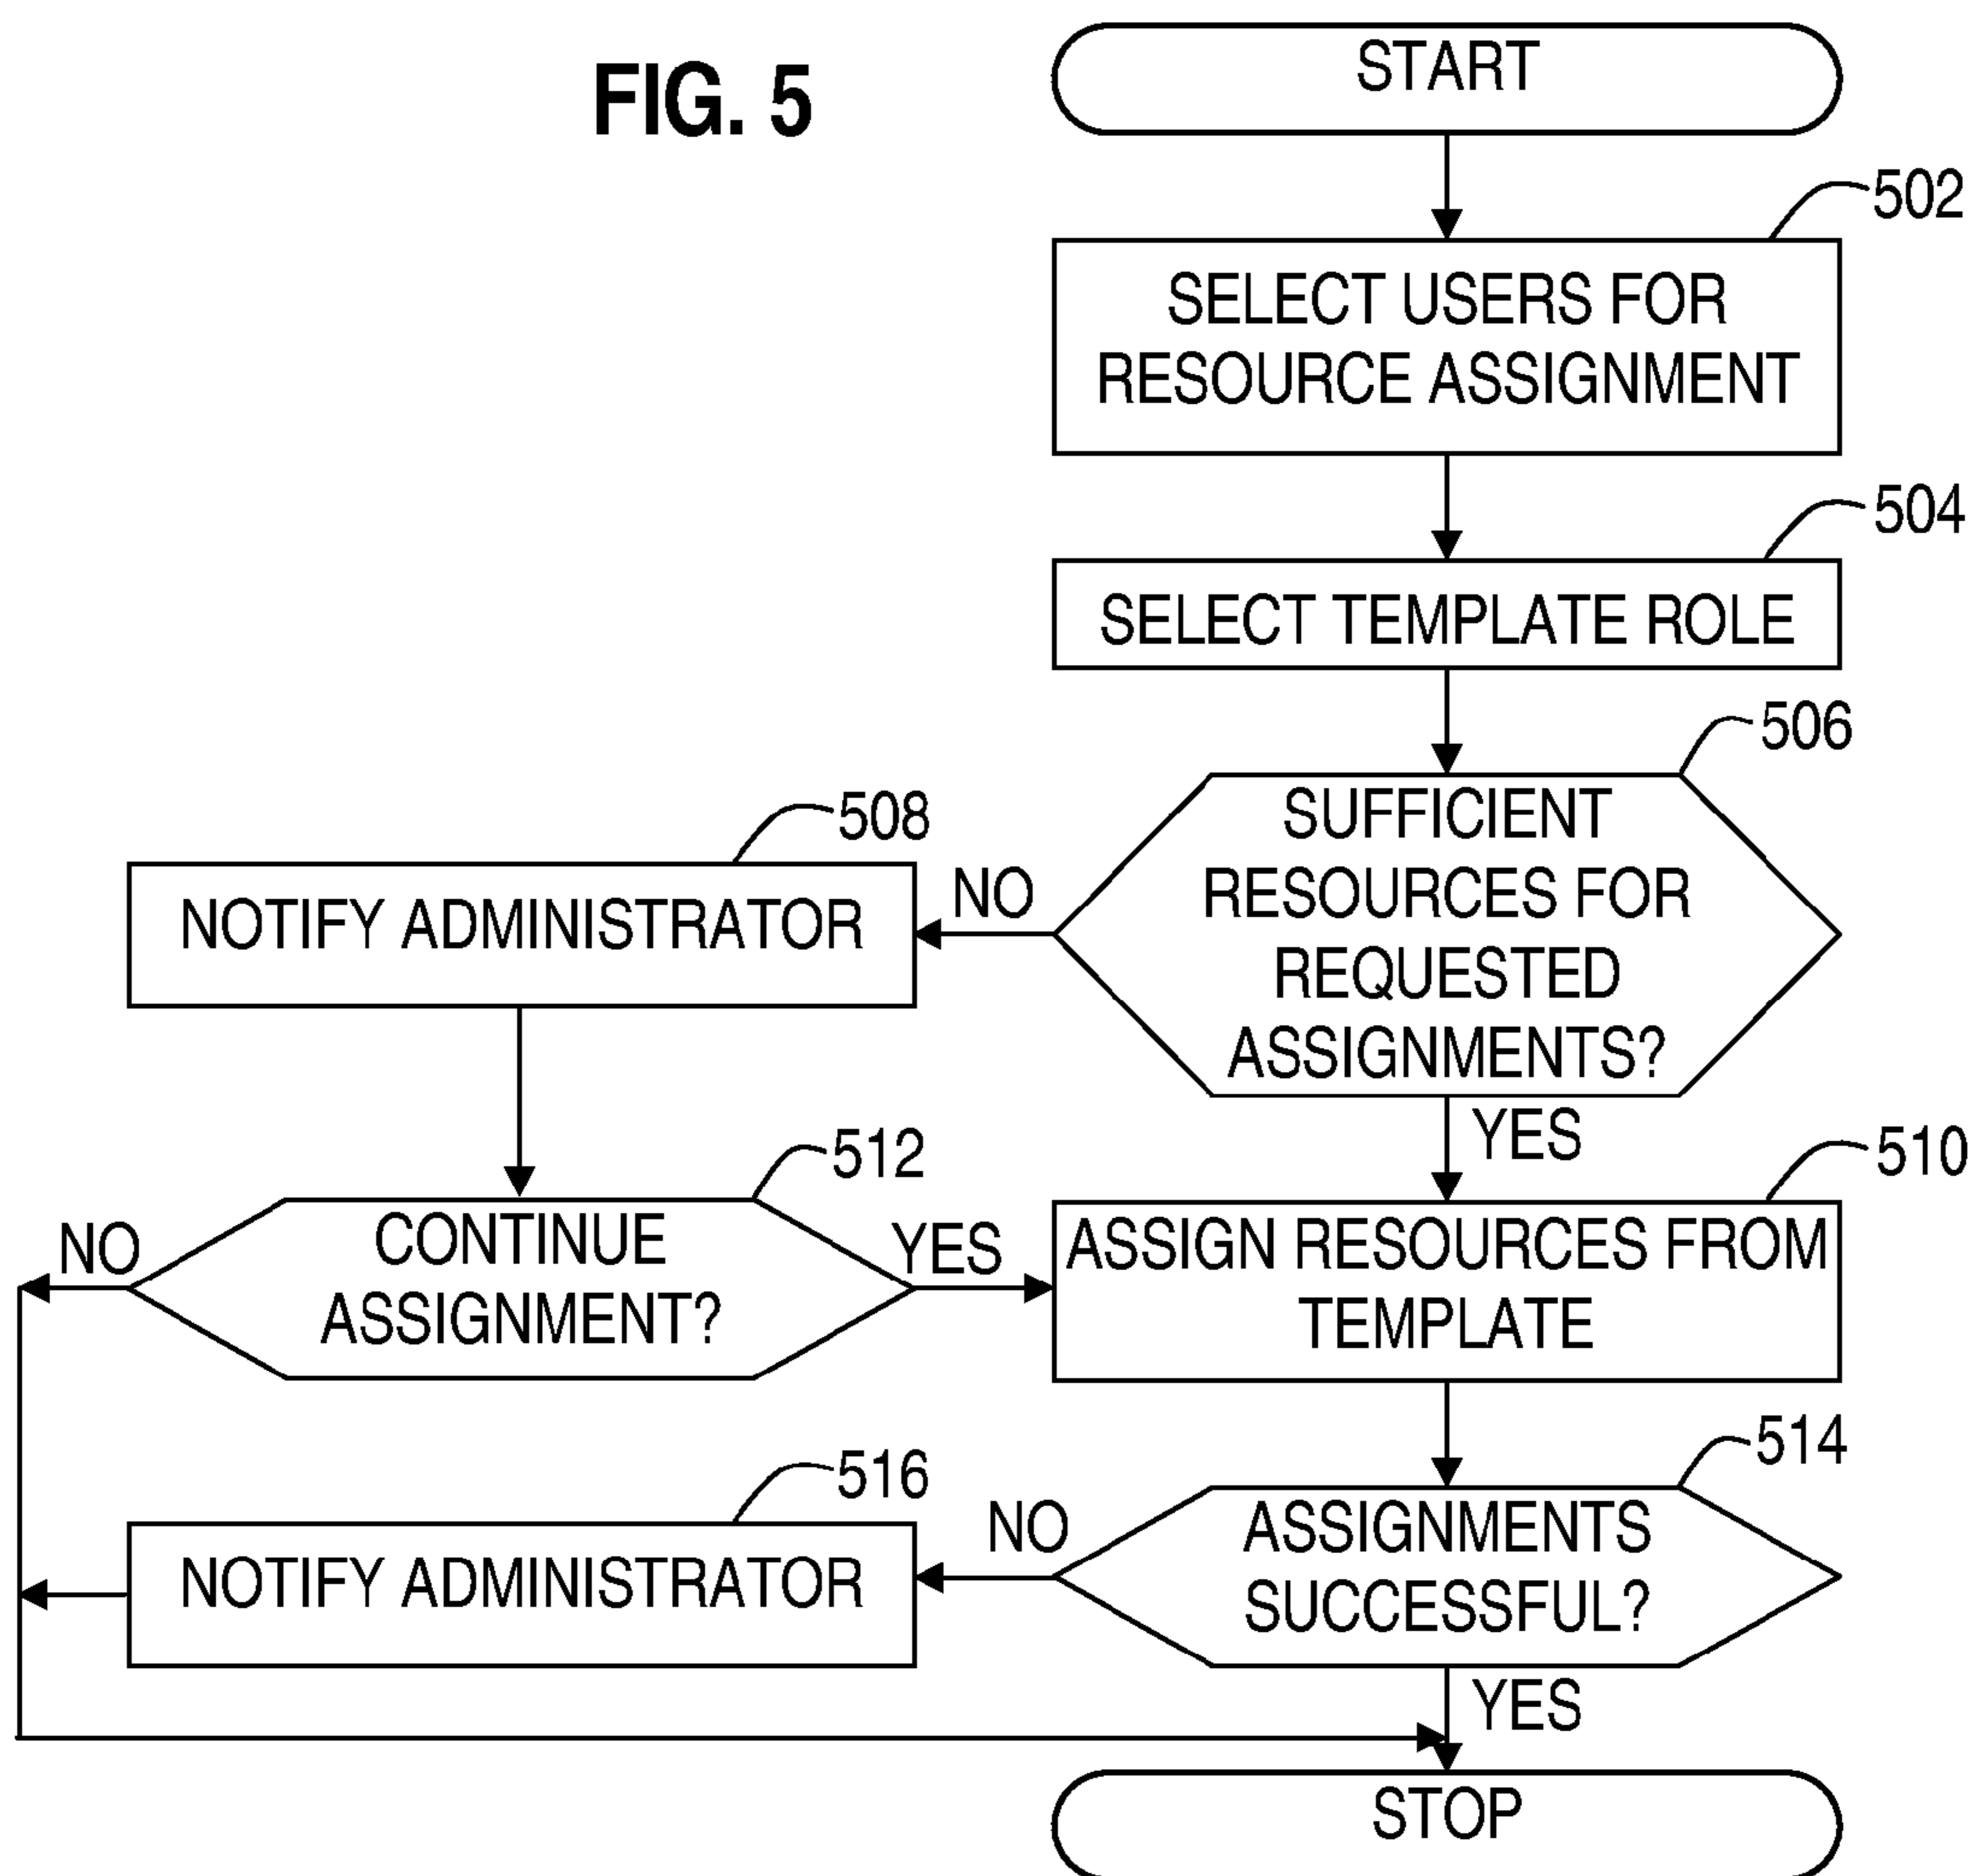 FIG. 5
START
502
SELECT USERS FOR
RESOURCE ASSIGNMENT
504
SELECT TEMPLATE ROLE
506
SUFFICIENT
RESOURCES FOR
REQUESTED
ASSIGNMENTS?
NO
508
NOTIFY ADMINISTRATOR
YES
510
ASSIGN RESOURCES FROM
TEMPLATE
512
CONTINUE
ASSIGNMENT?
NO
YES
514
ASSIGNMENTS
SUCCESSFUL?
NO
516
NOTIFY ADMINISTRATOR
YES
STOP